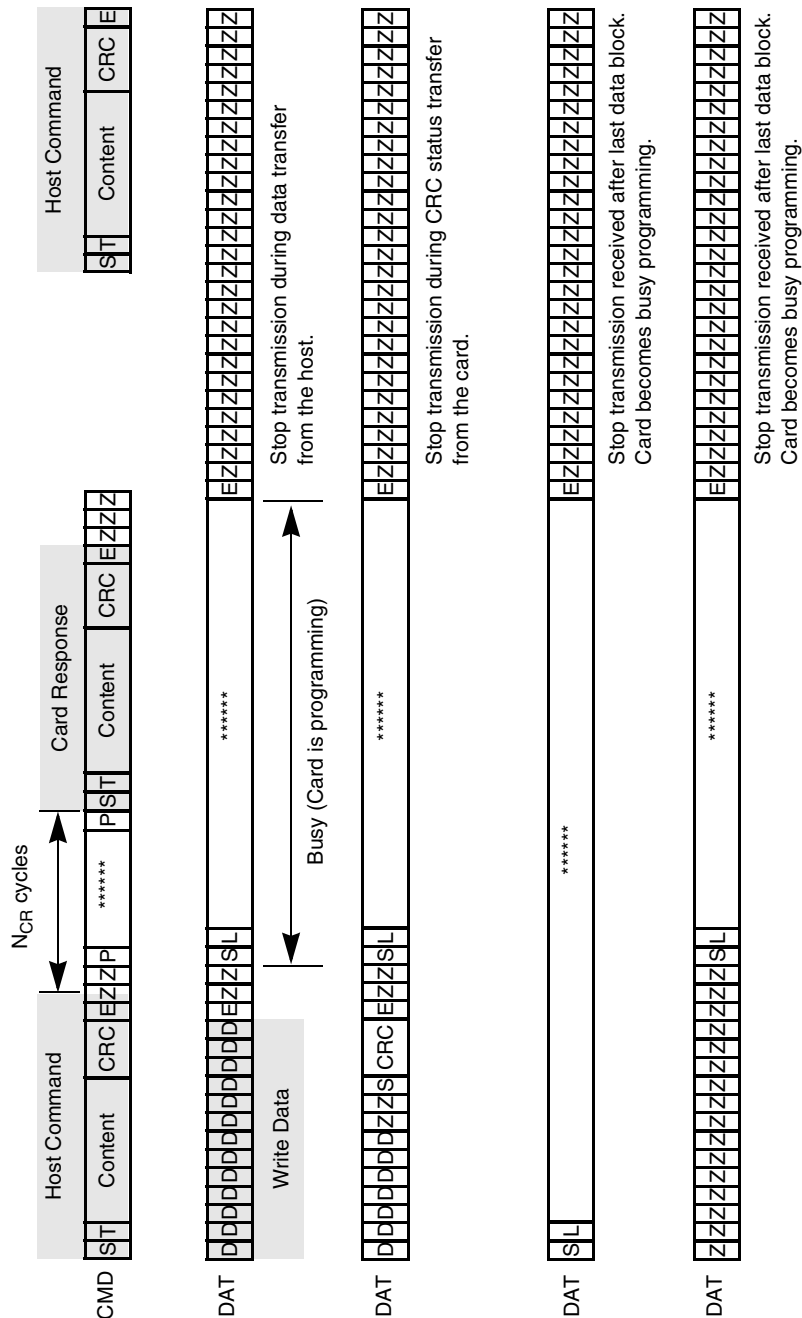 Host Command
N_CR cycles
Card Response
Host Command
CMD S T Content CRC E Z Z P ****** P S T Content CRC E Z Z Z S T Content CRC E
DAT D D D D D D D D D D D D D E Z Z S L ****** E Z Z Z Z Z Z Z Z Z Z Z Z Z Z Z Z Z Z Z Z Z Z Z Z Z Z
Write Data
Busy (Card is programming)
Stop transmission during data transfer
from the host.
DAT D D D D D D D Z Z S CRC E Z Z S L ****** E Z Z Z Z Z Z Z Z Z Z Z Z Z Z Z Z Z Z Z Z Z Z Z Z Z Z
Stop transmission during CRC status transfer
from the card.
DAT S L ****** E Z Z Z Z Z Z Z Z Z Z Z Z Z Z Z Z Z Z Z Z Z Z Z Z Z Z
Stop transmission received after last data block.
Card becomes busy programming.
DAT Z Z Z Z Z Z Z Z Z Z Z Z Z Z Z Z S L ****** E Z Z Z Z Z Z Z Z Z Z Z Z Z Z Z Z Z Z Z Z Z Z Z Z Z Z
Stop transmission received after last data block.
Card becomes busy programming.